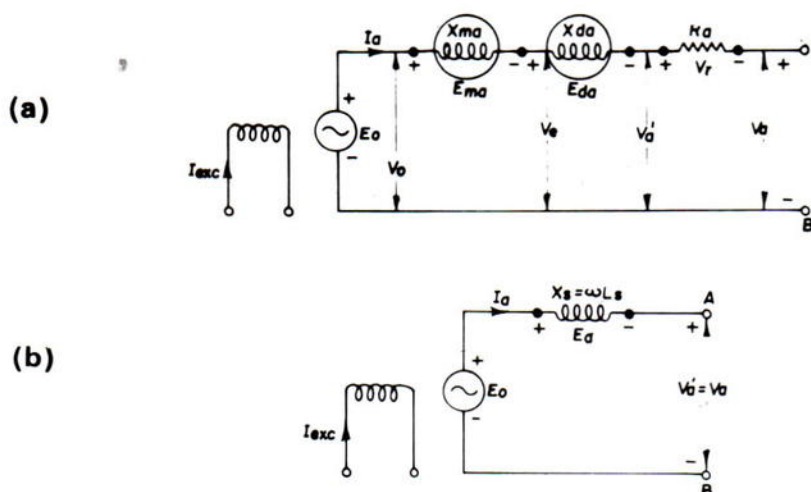 Xma
Xda
Ra
Ia
+ - + - + - +
Ema
Eda
Vr
(a)
+
Eo
-
Iexc
Vo
Ve
Va'
Va
-
B
Xs=ωLs
A
Ia
+ - +
Ea
(b)
+
Eo
-
Iexc
Va'=Va
-
B